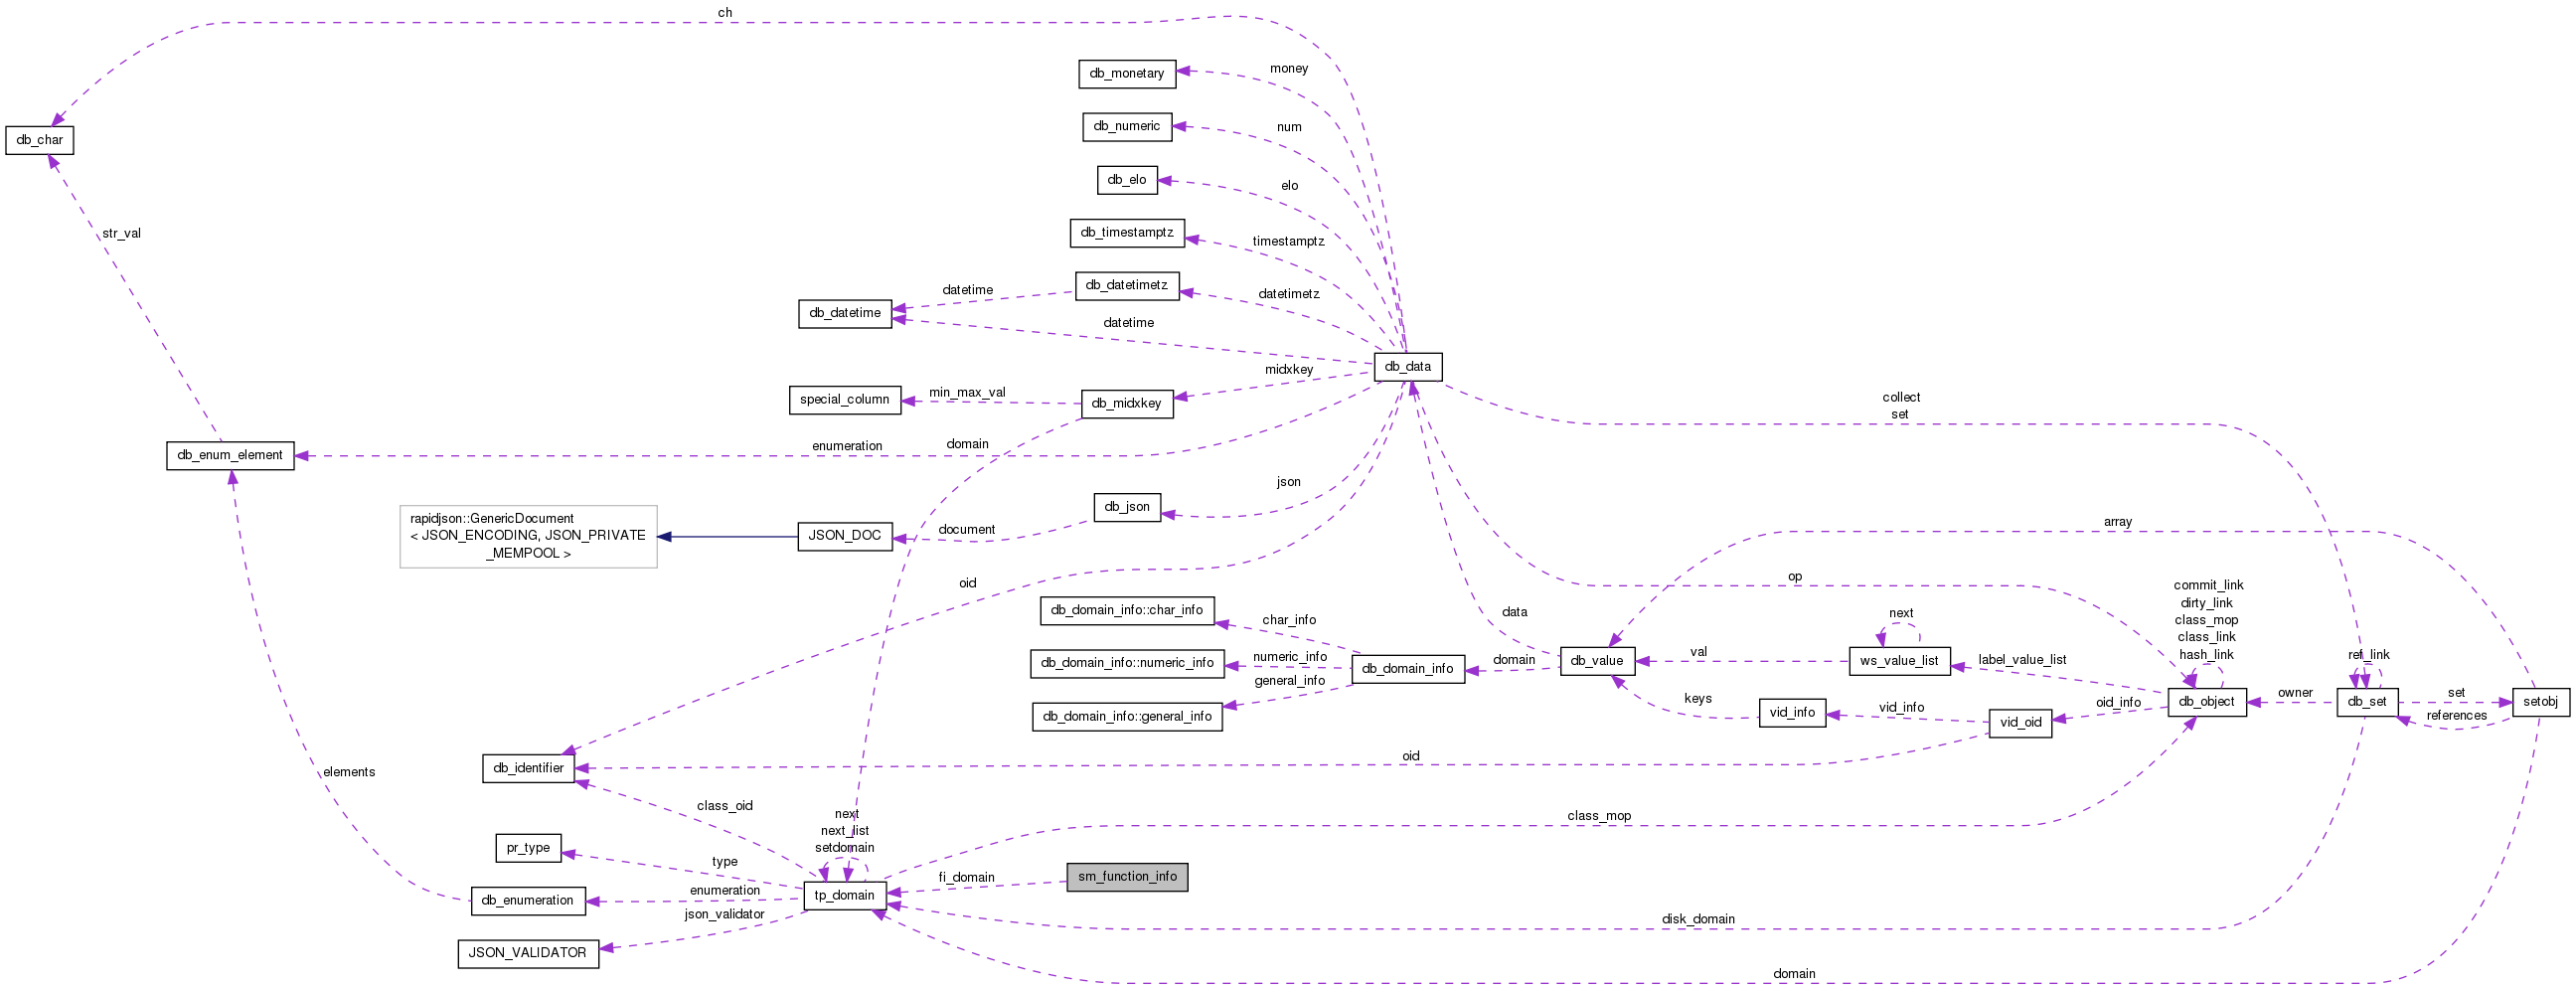 ch
db_monetary
money
db_char
db_numeric
num
db_elo
elo
str_val
db_timestamptz
timestamptz
db_datetimetz
datetimetz
datetime
db_datetime
datetime
db_data
midxkey
special_column
min_max_val
db_midxkey
collect
set
db_enum_element
enumeration
domain
json
db_json
rapidjson::GenericDocument
< JSON_ENCODING, JSON_PRIVATE
_MEMPOOL >
JSON_DOC
document
array
oid
op
commit_link
dirty_link
class_mop
class_link
hash_link
db_domain_info::char_info
char_info
data
next
db_domain_info::numeric_info
numeric_info
db_domain_info
domain
db_value
val
ws_value_list
label_value_list
ref_link
general_info
db_domain_info::general_info
keys
vid_info
vid_info
vid_oid
oid_info
db_object
owner
db_set
set
setobj
references
db_identifier
oid
elements
class_oid
next
next_list
setdomain
class_mop
pr_type
type
tp_domain
fi_domain
sm_function_info
db_enumeration
enumeration
json_validator
disk_domain
JSON_VALIDATOR
domain